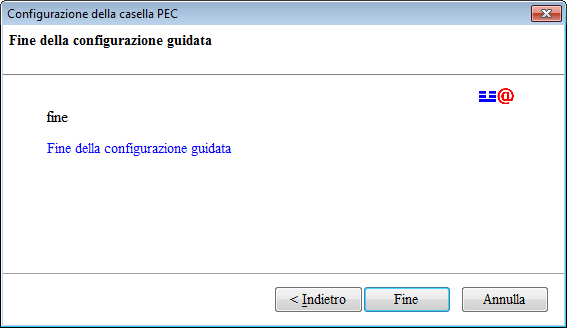 Configurazione della casella PEC
Fine della configurazione guidata
@
fine
Fine della configurazione guidata
< Indietro
Fine
Annulla